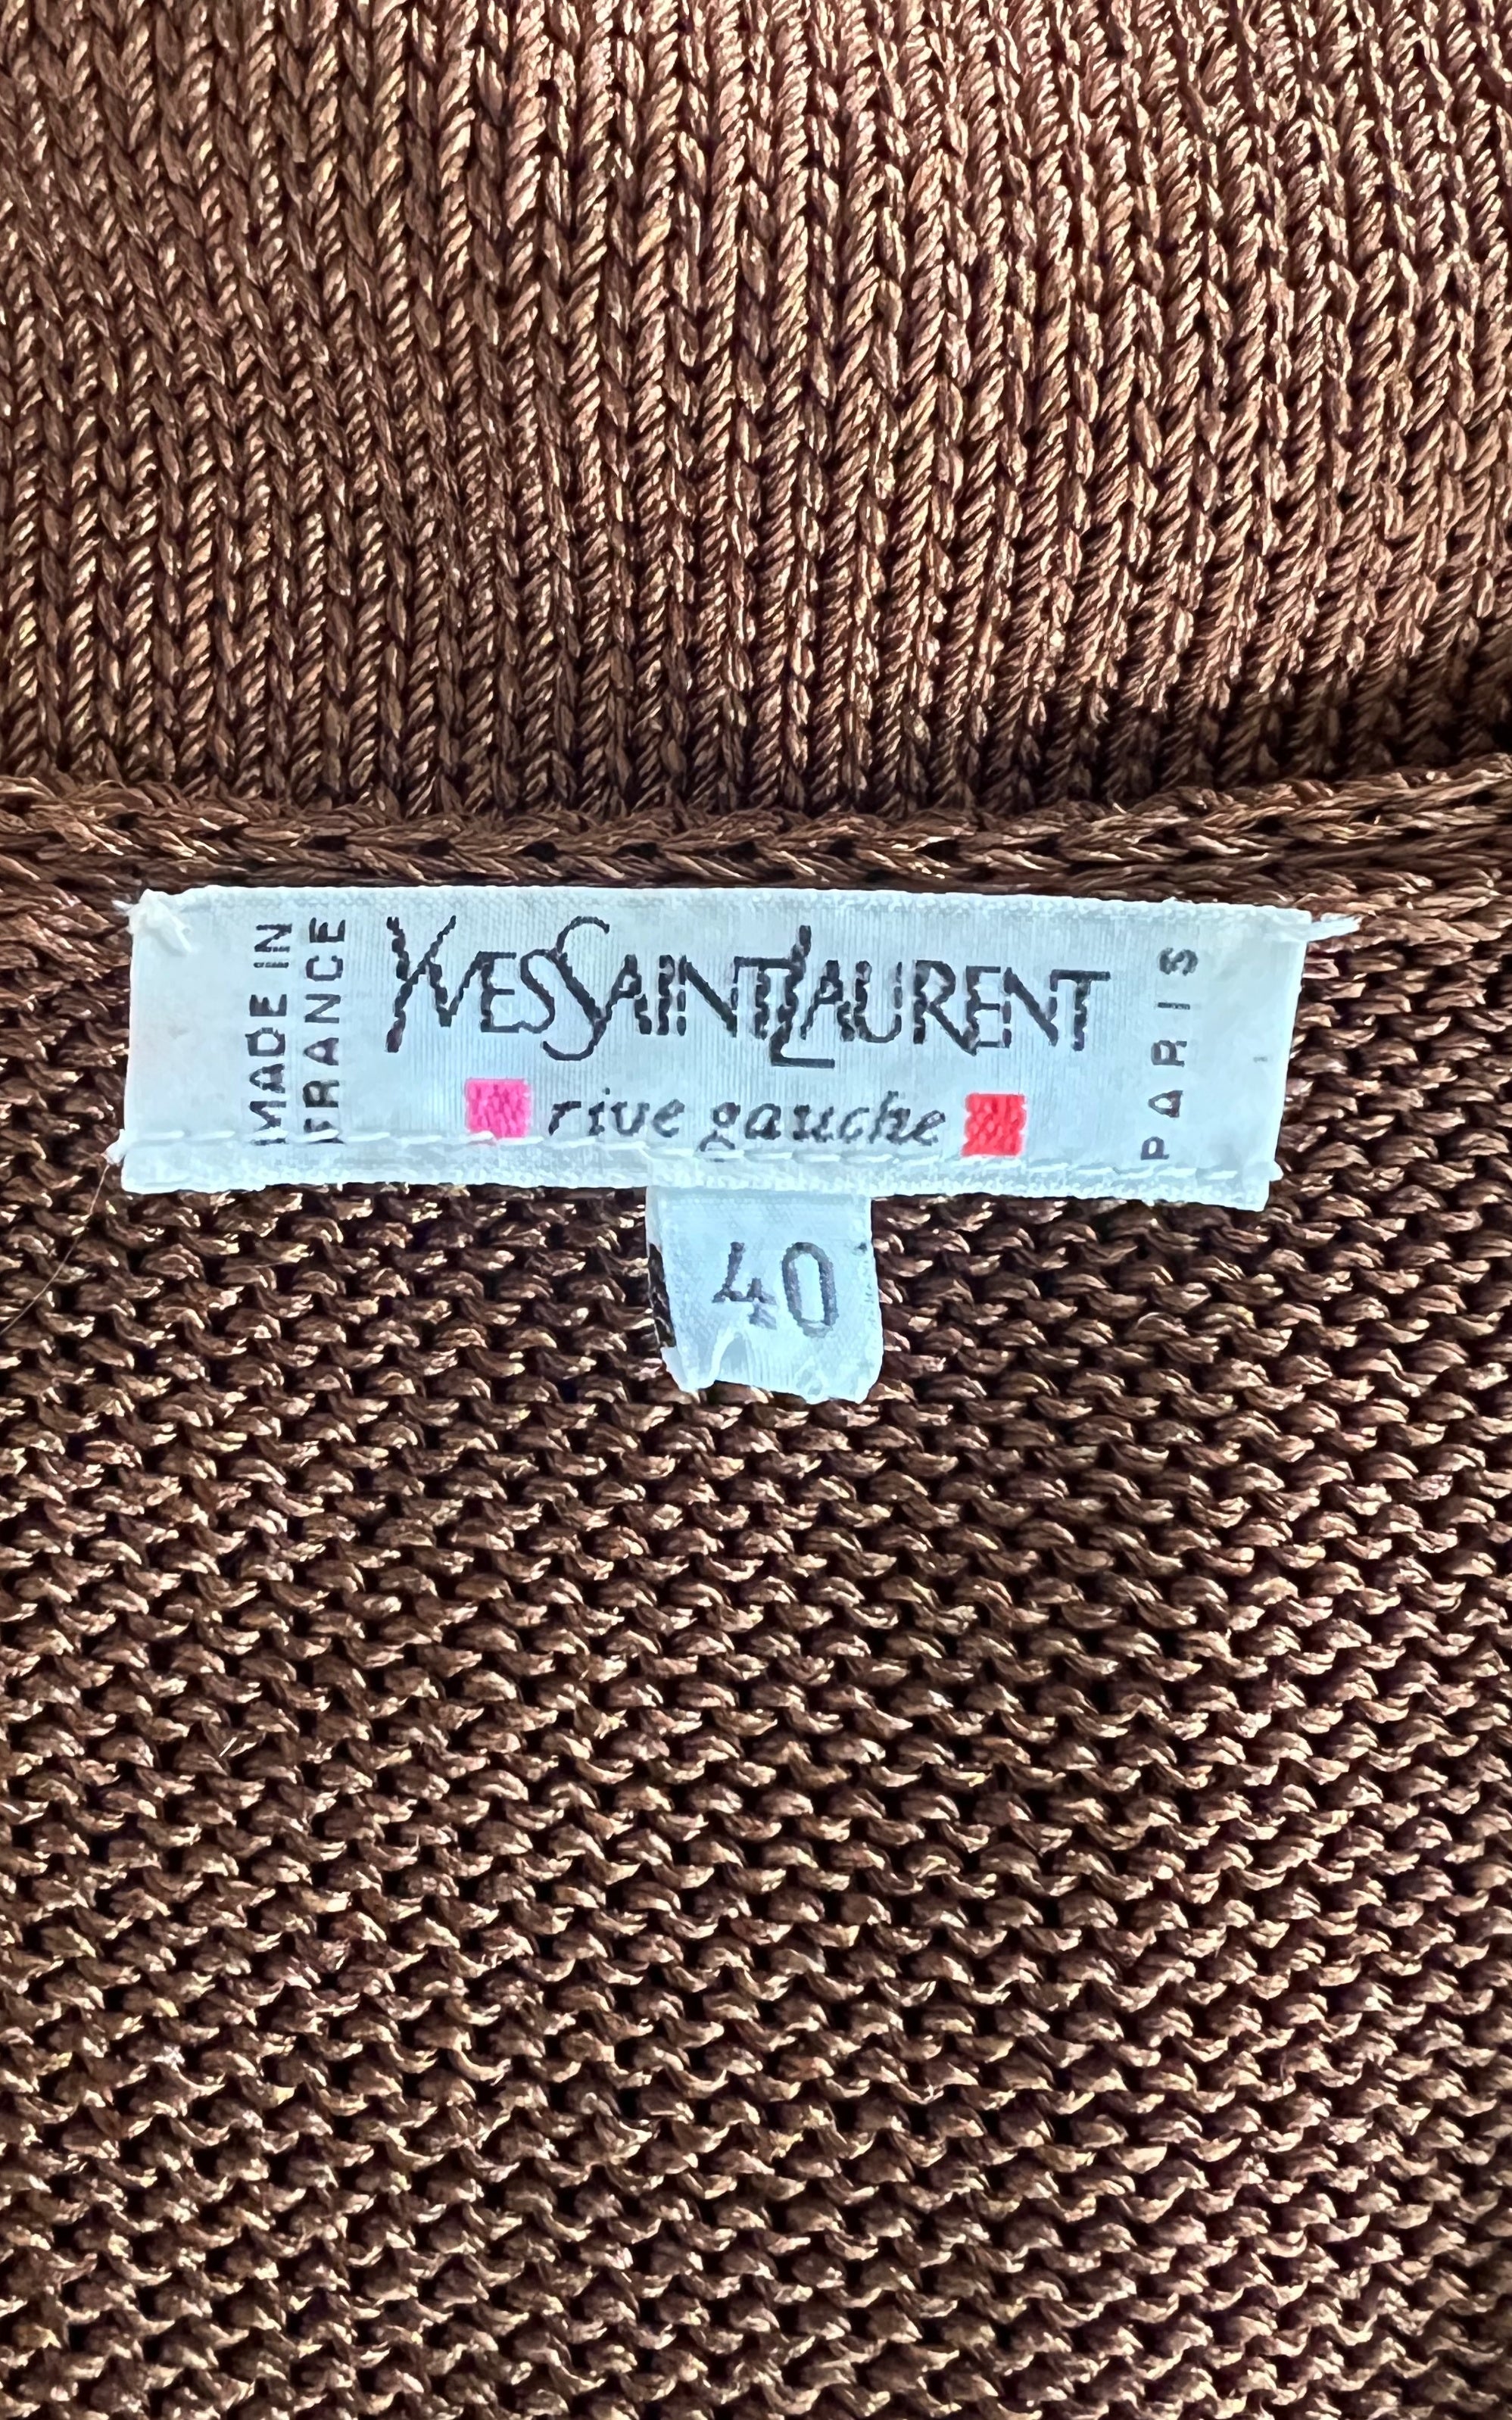 MADE IN
FRANCE
YVESSAINTLAURENT
rive gauche
PARIS
40